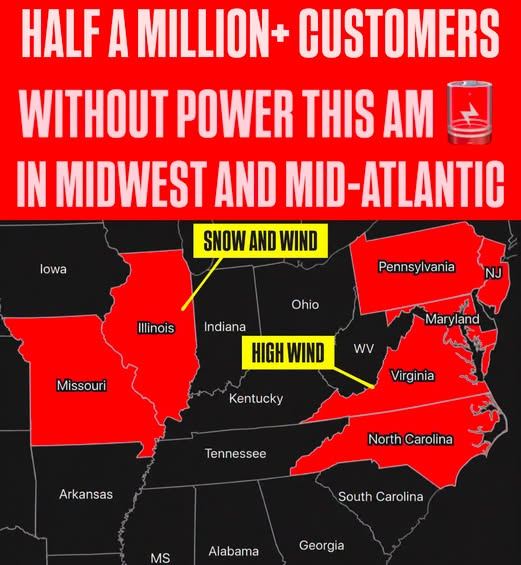 HALF A MILLION+ CUSTOMERS
WITHOUT POWER THIS AM
IN MIDWEST AND MID-ATLANTIC
SNOW AND WIND
Iowa
Pennsylvania
NJ
Ohio
Illinois
Indiana
Maryland
HIGH WIND
WV
Missouri
Virginia
Kentucky
North Carolina
Tennessee
Arkansas
South Carolina
MS
Alabama
Georgia